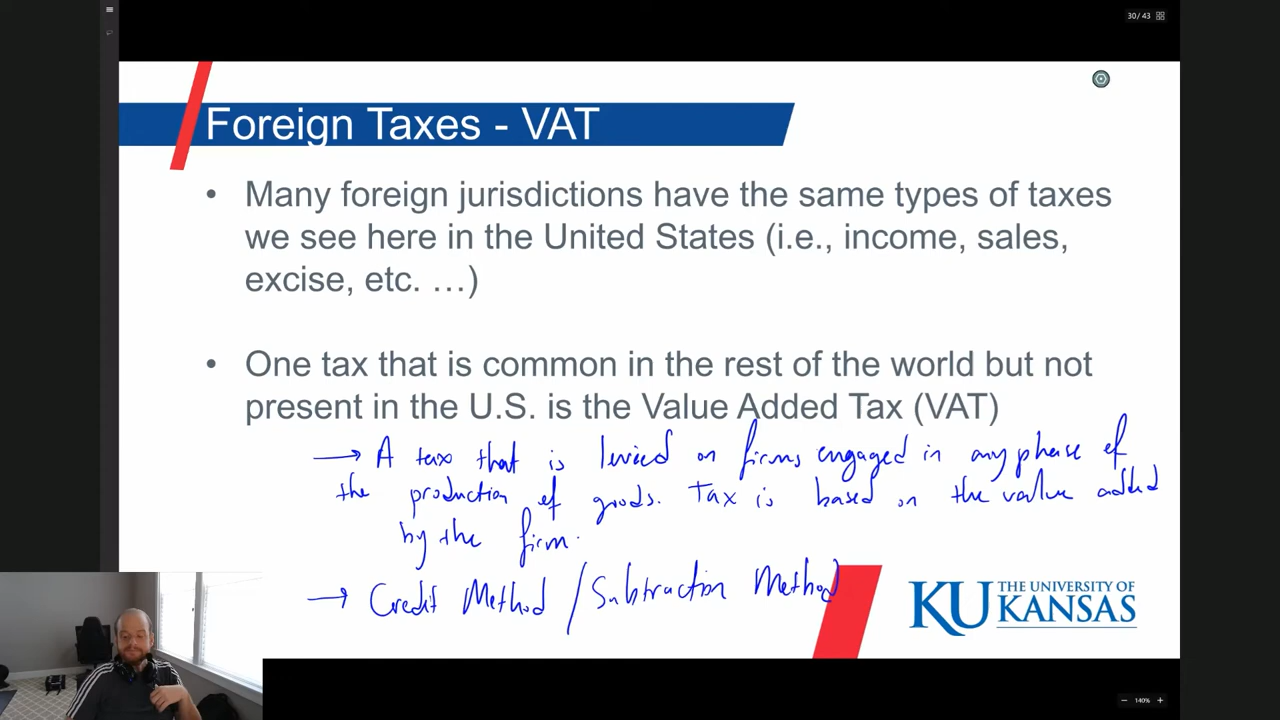 30/43
Foreign Taxes - VAT
• Many foreign jurisdictions have the same types of taxes
we see here in the United States (i.e., income, sales,
excise, etc. …)
• One tax that is common in the rest of the world but not
present in the U.S. is the Value Added Tax (VAT)
→ A tax that is levied on firms engaged in any phase of
the production of goods. Tax is based on the value added
by the firm.
→ Credit Method / Subtraction Method
KU THE UNIVERSITY OF
KANSAS
− 140% +